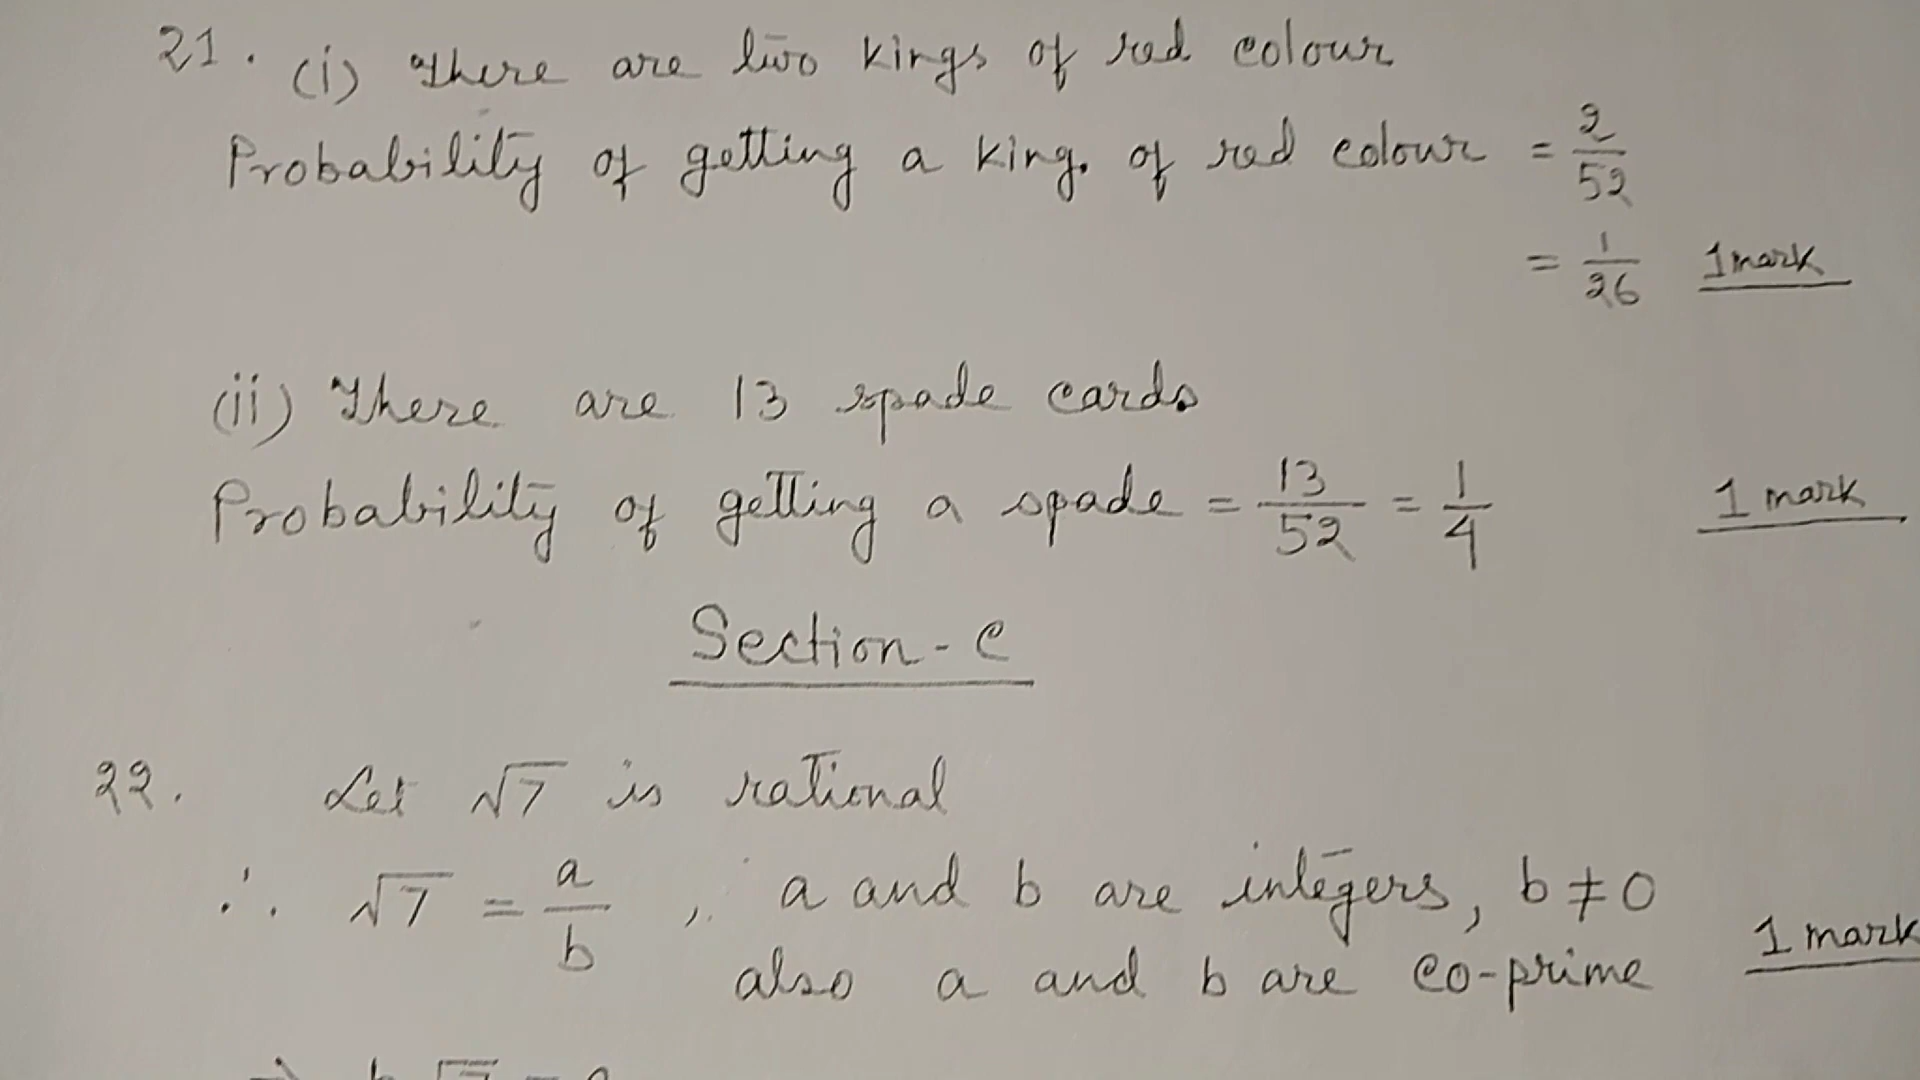 21. (i) There are two kings of red colour
Probability of getting a king. of red colour = 2/52
= 1/26 1 mark
(ii) There are 13 spade cards
Probability of getting a spade = 13/52 = 1/4 1 mark
Section - C
22. Let √7 is rational
∴ √7 = a/b , a and b are integers, b ≠ 0
also a and b are co-prime 1 mark